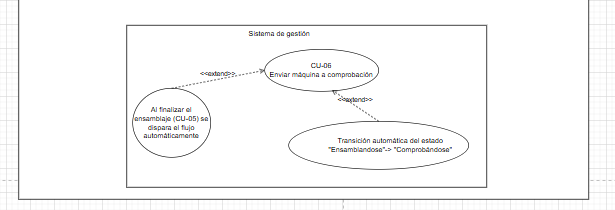 Sistema de gestión
CU-06
Enviar máquina a comprobación
<<extend>>
<<extend>>
Al finalizar el
ensamblaje (CU-05) se
dispara el flujo
automáticamente
Transición automática del estado
"Ensamblandose"-> "Comprobándose"